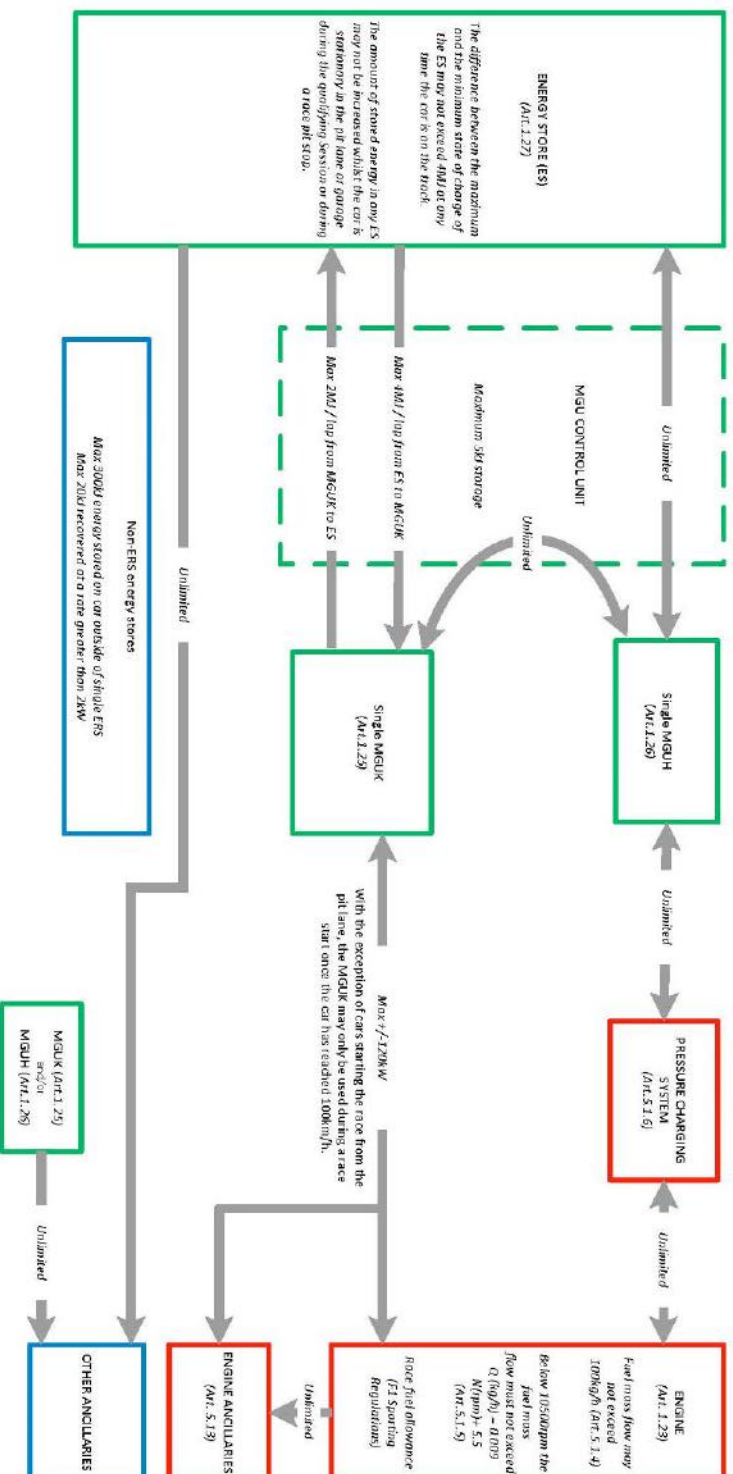 ENERGY STORE (ES)
(Art.1.27)
The difference between the maximum
and the minimum state of charge of
the ES may not exceed 4MJ at any
time the car is on the track.
The amount of stored energy in any ES
may not be increased whilst the car is
stationary in the pit lane or garage
during the qualifying Session or during
a race pit stop.
Unlimited
MGU CONTROL UNIT
Maximum 5kJ storage
Unlimited
Max 4MJ / lap from ES to MGUK
Max 2MJ / lap from MGUK to ES
Unlimited
Non-ERS energy stores
Max 300kJ energy stored on car outside of single ERS
Max 20kJ recovered at a rate greater than 2kW
Single MGUH
(Art.1.26)
Single MGUK
(Art.1.25)
Unlimited
Max+/-120kW
With the exception of cars starting the race from the
pit lane, the MGUK may only be used during a race
start once the car has reached 100km/h.
PRESSURE CHARGING
SYSTEM
(Art.5.1.6)
MGUK (Art.1.25)
and/or
MGUH (Art.1.26)
Unlimited
Unlimited
ENGINE
(Art. 1.23)
Fuel mass flow may
not exceed
100kg/h (Art.5.1.4)
Below 10500rpm the
fuel mass
flow must not exceed
Q (kg/h) = 0.009
N(rpm)+ 5.5
(Art.5.1.5)
Race fuel allowance
(F1 Sporting
Regulations)
Unlimited
ENGINE ANCILLARIES
(Art. 5.13)
OTHER ANCILLARIES